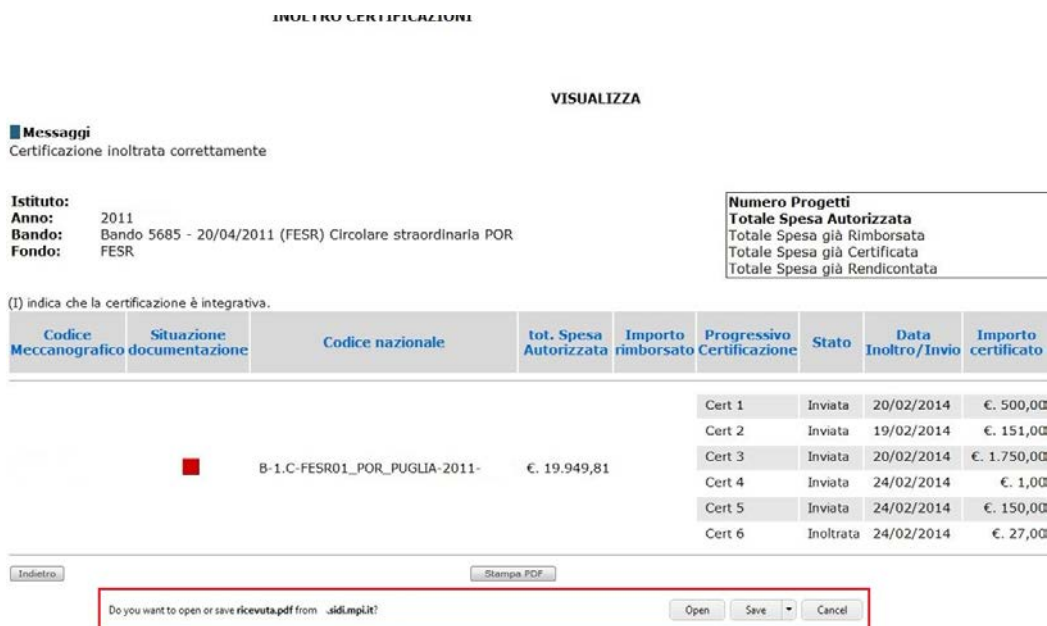 INOLTRO CERTIFICAZIONI
VISUALIZZA
Messaggi
Certificazione inoltrata correttamente
Istituto:
Anno: 2011
Bando: Bando 5685 - 20/04/2011 (FESR) Circolare straordinaria POR
Fondo: FESR
Numero Progetti
Totale Spesa Autorizzata
Totale Spesa già Rimborsata
Totale Spesa già Certificata
Totale Spesa già Rendicontata
(I) indica che la certificazione è integrativa.
Codice Situazione Codice nazionale tot. Spesa Importo Progressivo Stato Data Importo
Meccanografico documentazione Autorizzata rimborsato Certificazione Inoltro/Invio certificato
Cert 1 Inviata 20/02/2014 €. 500,00
Cert 2 Inviata 19/02/2014 €. 151,00
Cert 3 Inviata 20/02/2014 €. 1.750,00
B-1.C-FESR01_POR_PUGLIA-2011- €. 19.949,81
Cert 4 Inviata 24/02/2014 €. 1,00
Cert 5 Inviata 24/02/2014 €. 150,00
Cert 6 Inoltrata 24/02/2014 €. 27,00
Indietro Stampa PDF
Do you want to open or save ricevuta.pdf from .sidi.mpi.it? Open Save Cancel